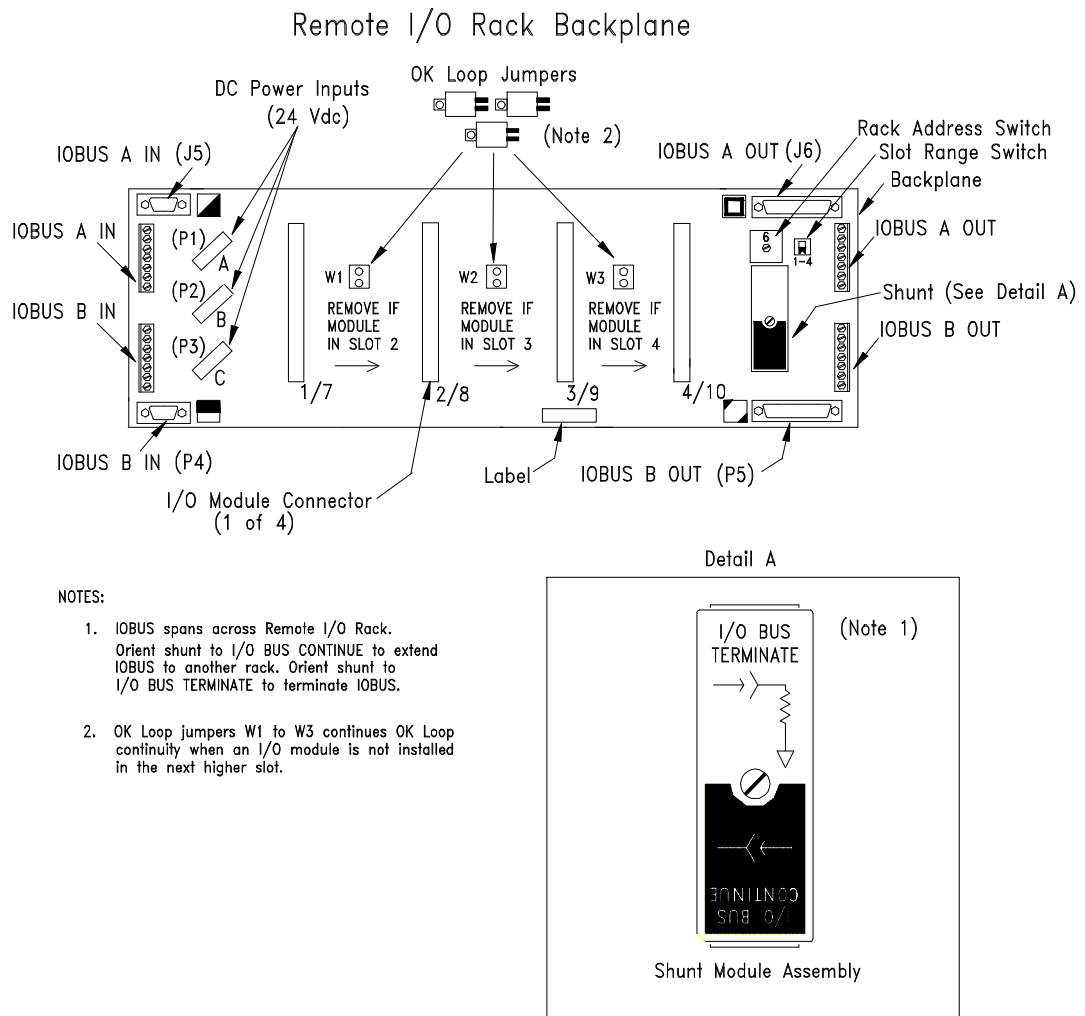 Remote I/O Rack Backplane
OK Loop Jumpers
DC Power Inputs
(24 Vdc)
(Note 2)
Rack Address Switch
Slot Range Switch
Backplane
IOBUS A IN (J5)
IOBUS A OUT (J6)
IOBUS A IN
(P1)
A
6
1-4
IOBUS A OUT
W1
W2
W3
(P2)
B
REMOVE IF
MODULE
IN SLOT 2
REMOVE IF
MODULE
IN SLOT 3
REMOVE IF
MODULE
IN SLOT 4
Shunt (See Detail A)
IOBUS B IN
(P3)
C
IOBUS B OUT
1/7
2/8
3/9
4/10
IOBUS B IN (P4)
Label
IOBUS B OUT (P5)
I/O Module Connector
(1 of 4)
NOTES:
1. IOBUS spans across Remote I/O Rack.
Orient shunt to I/O BUS CONTINUE to extend
IOBUS to another rack. Orient shunt to
I/O BUS TERMINATE to terminate IOBUS.
2. OK Loop jumpers W1 to W3 continues OK Loop
continuity when an I/O module is not installed
in the next higher slot.
Detail A
I/O BUS
TERMINATE
(Note 1)
I/O BUS
CONTINUE
Shunt Module Assembly